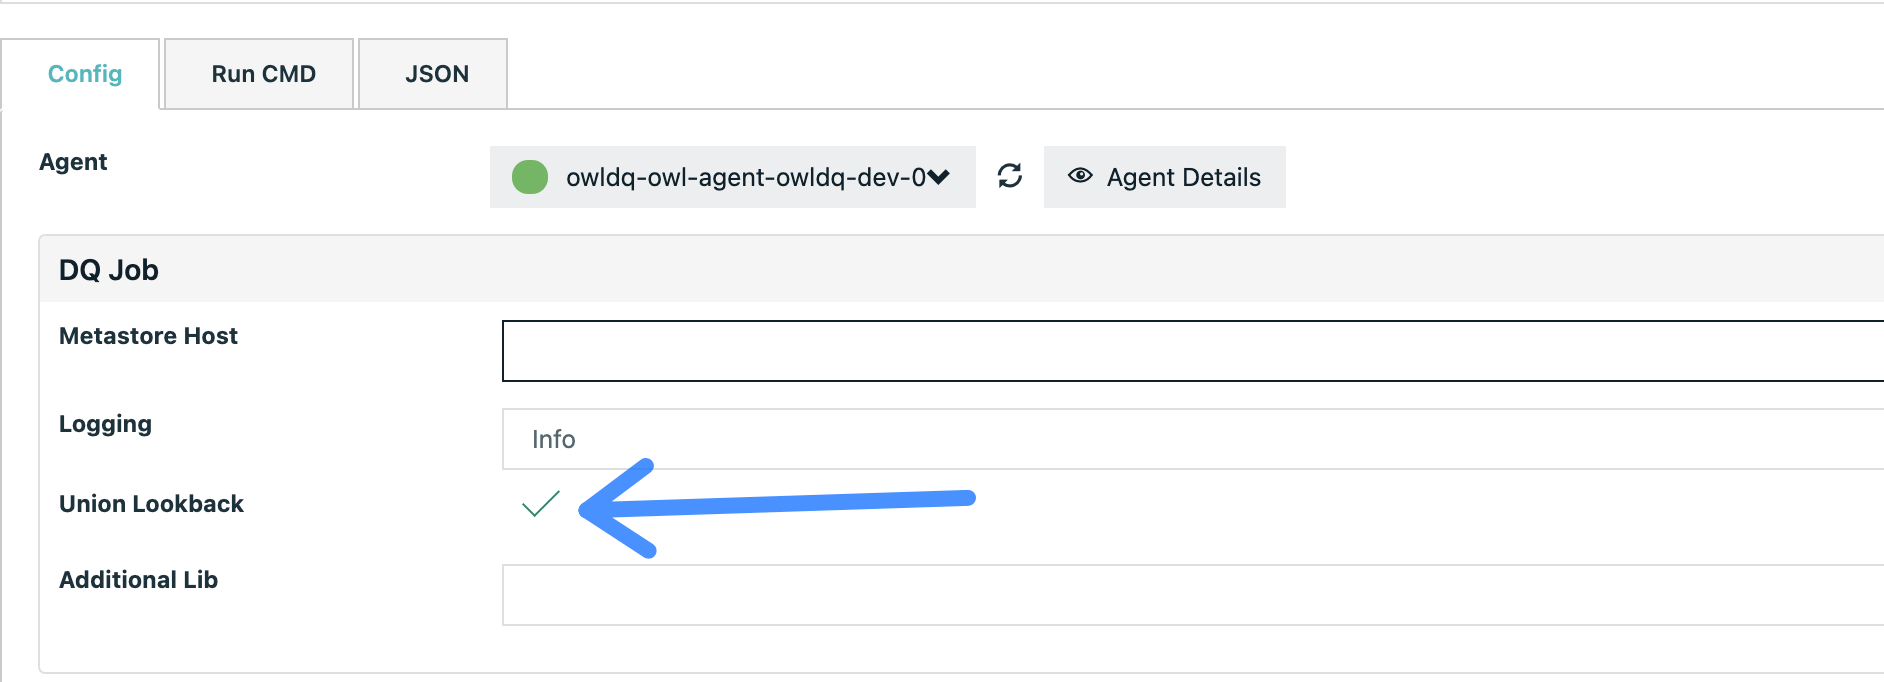 Config
Run CMD
JSON
Agent
owldq-owl-agent-owldq-dev-0
Agent Details
DQ Job
Metastore Host
Logging
Info
Union Lookback
Additional Lib